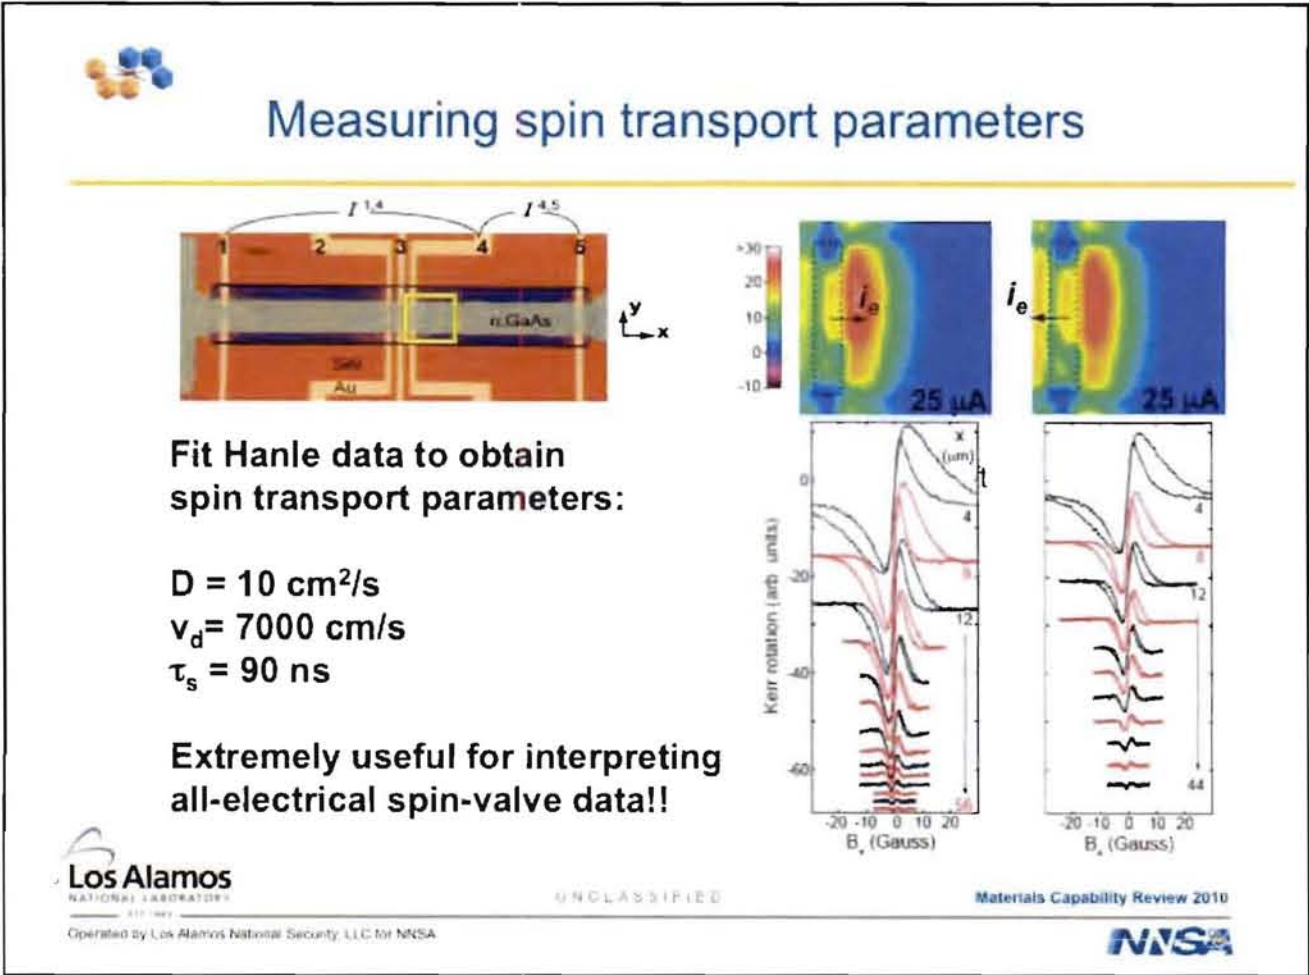 Measuring spin transport parameters
I 1,4
I 4,5
1 2 3 4 5
n:GaAs
Au
y
x
>30
20
10
0
-10
i e
25 μA
i e
25 μA
Fit Hanle data to obtain
spin transport parameters:
D = 10 cm²/s
v d = 7000 cm/s
τ s = 90 ns
Extremely useful for interpreting
all-electrical spin-valve data!!
Kerr rotation (arb units)
0
-20
-40
-60
x
(μm)
t
4
8
12
56
-20 -10 0 10 20
(Gauss)
4
8
12
44
-20 -10 0 10 20
(Gauss)
Los Alamos
NATIONAL LABORATORY
EST. 1943
Operated by Los Alamos National Security, LLC for NNSA
UNCLASSIFIED
Materials Capability Review 2010
NNSA